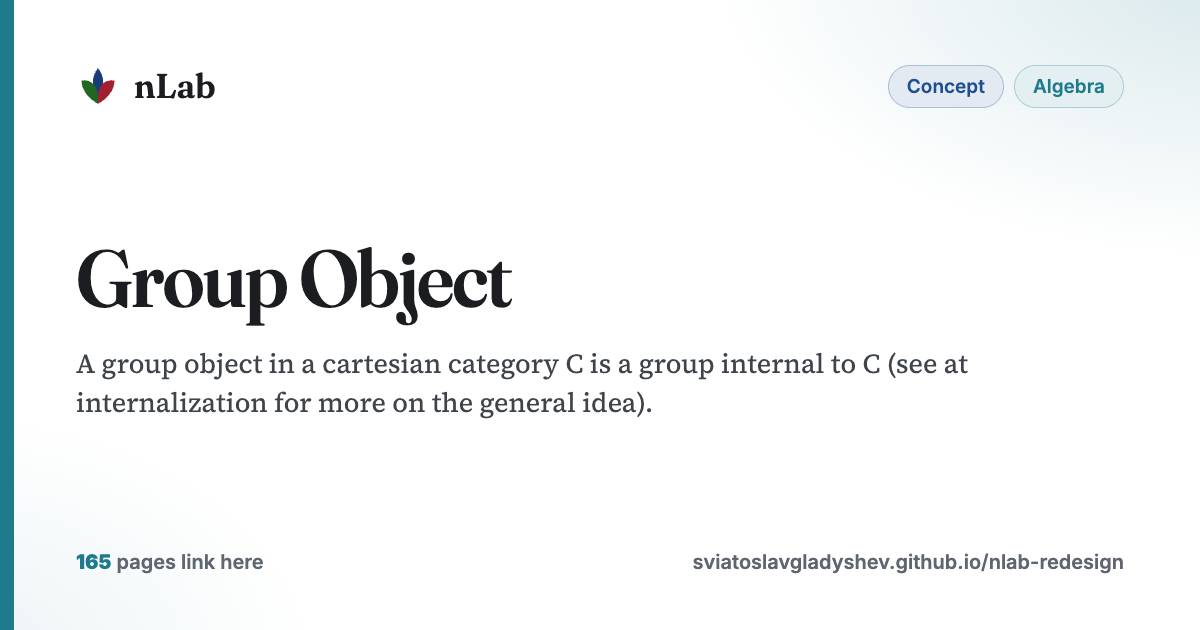 nLab
Concept
Algebra
Group Object
A group object in a cartesian category C is a group internal to C (see at
internalization for more on the general idea).
165 pages link here
sviatoslavgladyshev.github.io/nlab-redesign